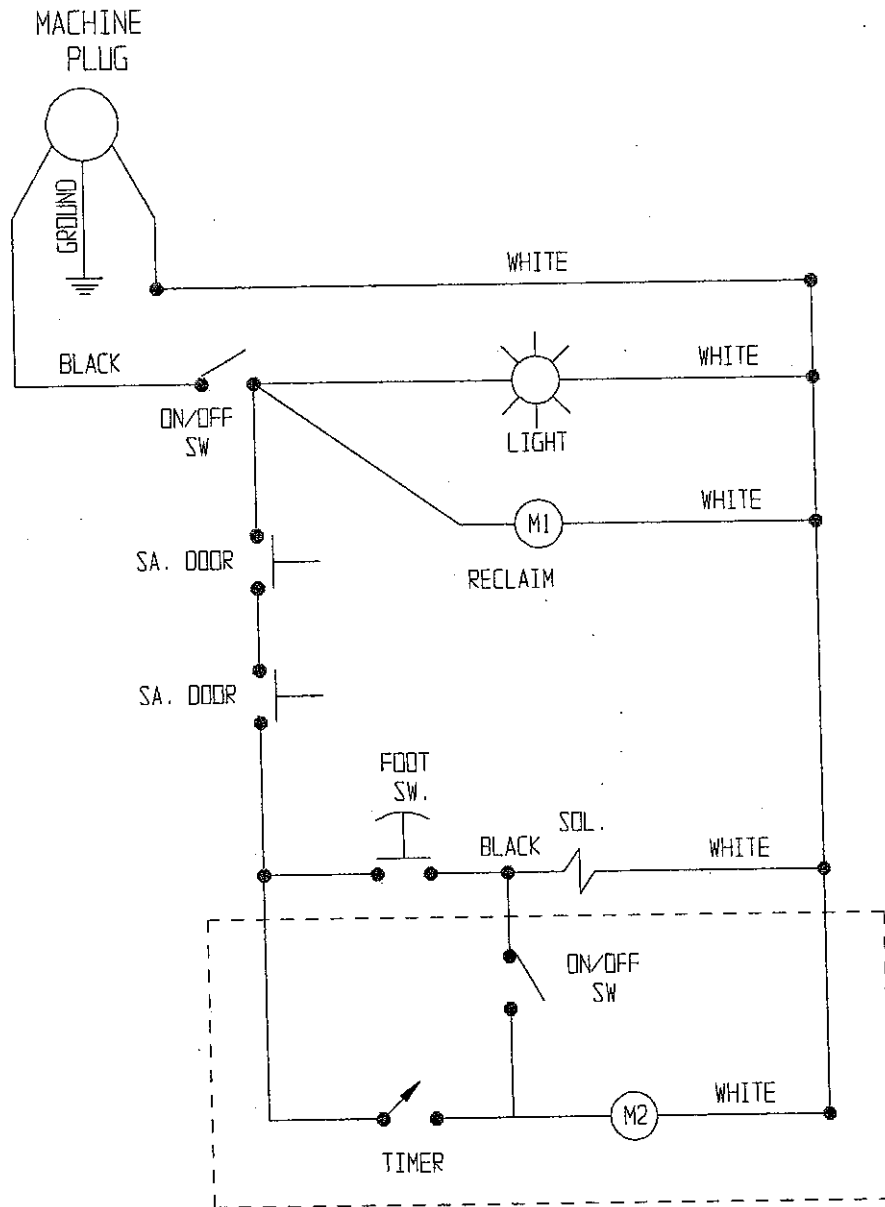 MACHINE
PLUG
GROUND
WHITE
BLACK
WHITE
ON/OFF
SW
LIGHT
WHITE
M1
SA. DOOR
RECLAIM
SA. DOOR
FOOT
SW.
SOL.
BLACK
WHITE
ON/OFF
SW
WHITE
M2
TIMER